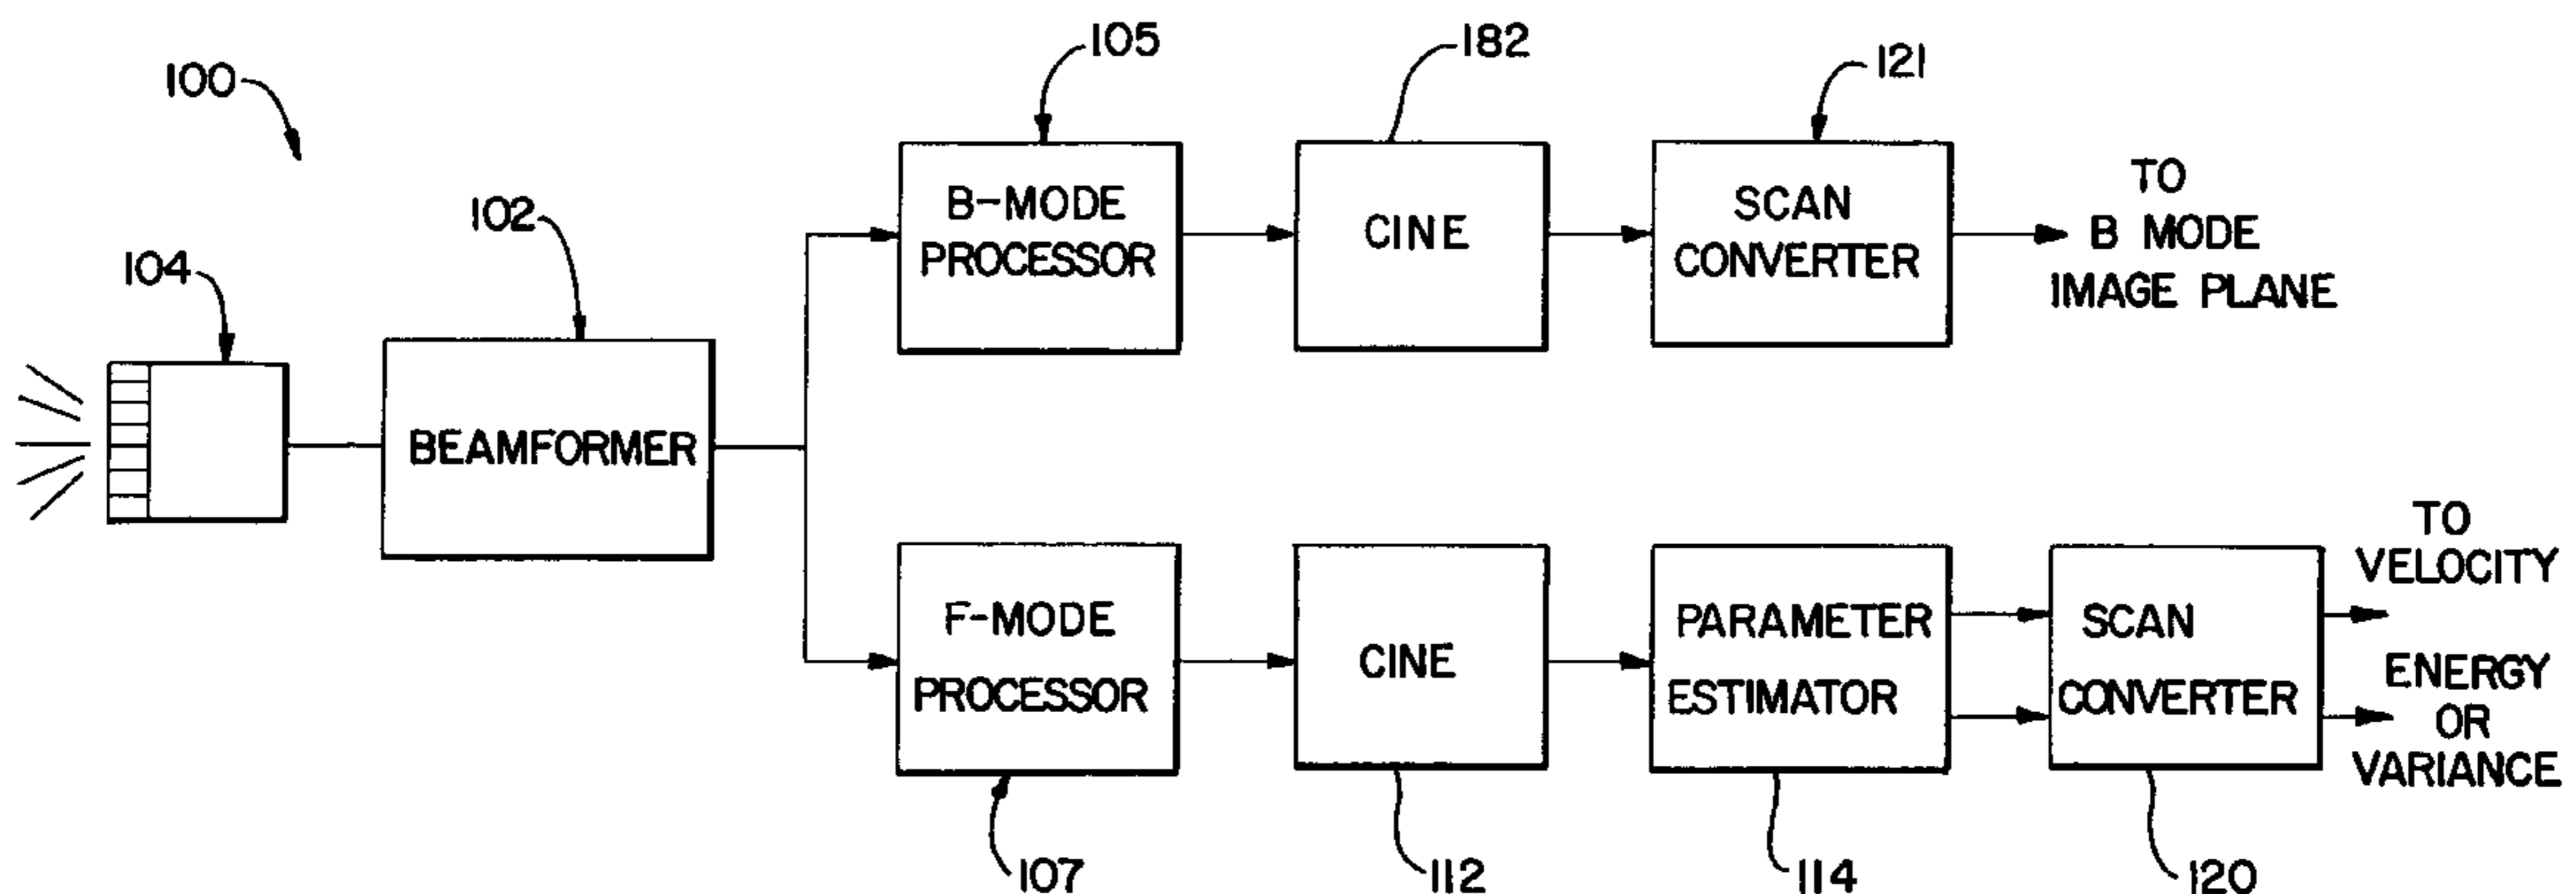 100
105
182
121
102
104
B-MODE
PROCESSOR
CINE
SCAN
CONVERTER
TO
B MODE
IMAGE PLANE
BEAMFORMER
F-MODE
PROCESSOR
CINE
PARAMETER
ESTIMATOR
SCAN
CONVERTER
TO
VELOCITY
ENERGY
OR
VARIANCE
107
112
114
120